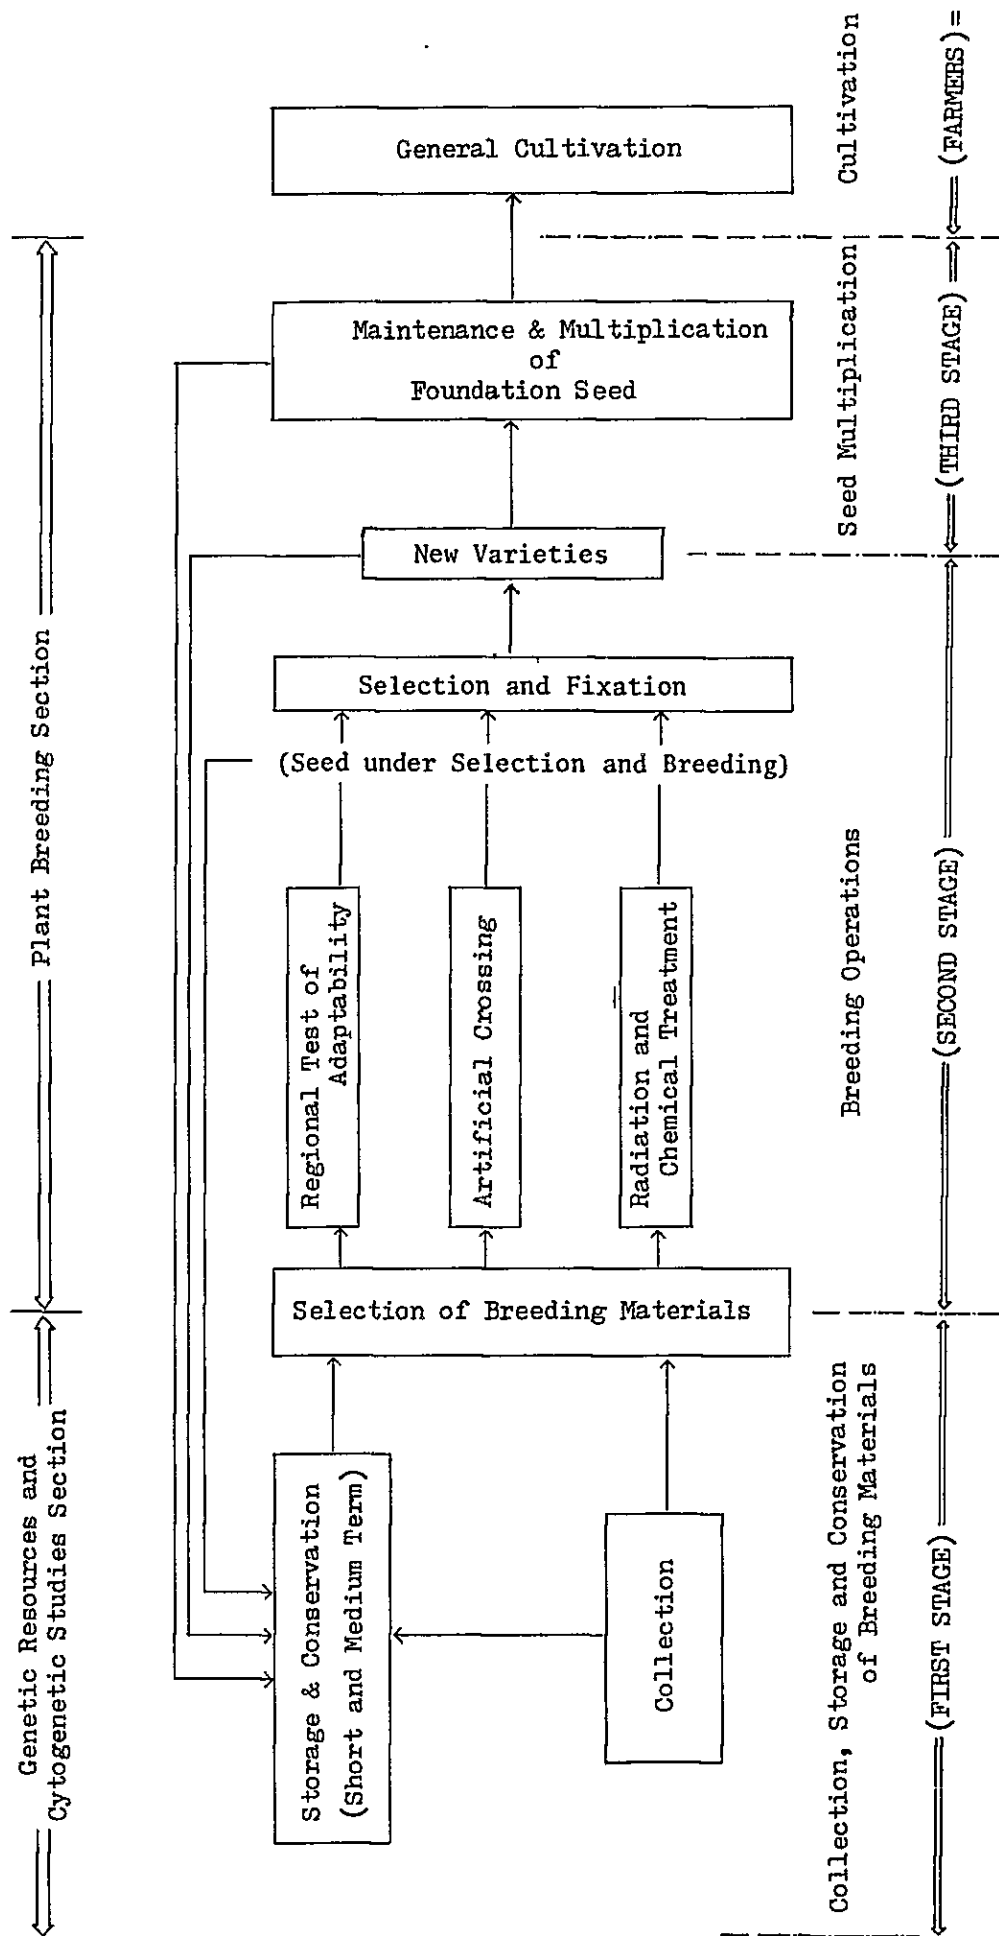 Genetic Resources and
Cytogenetic Studies Section
Plant Breeding Section
General Cultivation
Maintenance & Multiplication
of
Foundation Seed
New Varieties
Selection and Fixation
(Seed under Selection and Breeding)
Regional Test of
Adaptability
Artificial Crossing
Radiation and
Chemical Treatment
Selection of Breeding Materials
Storage & Conservation
(Short and Medium Term)
Collection
Cultivation
Seed Multiplication
Breeding Operations
Collection, Storage and Conservation
of Breeding Materials
(FARMERS)
(THIRD STAGE)
(SECOND STAGE)
(FIRST STAGE)